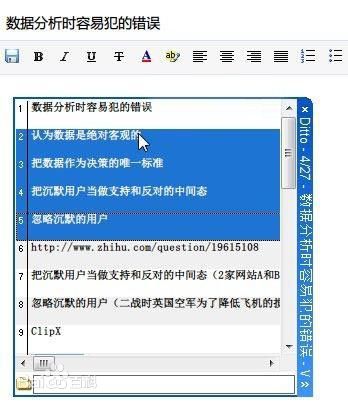 数据分析时容易犯的错误
B I U T A ab
1 数据分析时容易犯的错误
2 认为数据是绝对客观的
3 把数据作为决策的唯一标准
4 把沉默用户当做支持和反对的中间态
5 忽略沉默的用户
6 http://www.zhihu.com/question/19615108
7 把沉默用户当做支持和反对的中间态（2家网站A和B
8 忽略沉默的用户（二战时英国空军为了降低飞机的损
9 ClipX
× Ditto - 4/27 - 数据分析时容易犯的错误 - V
Bai 百科